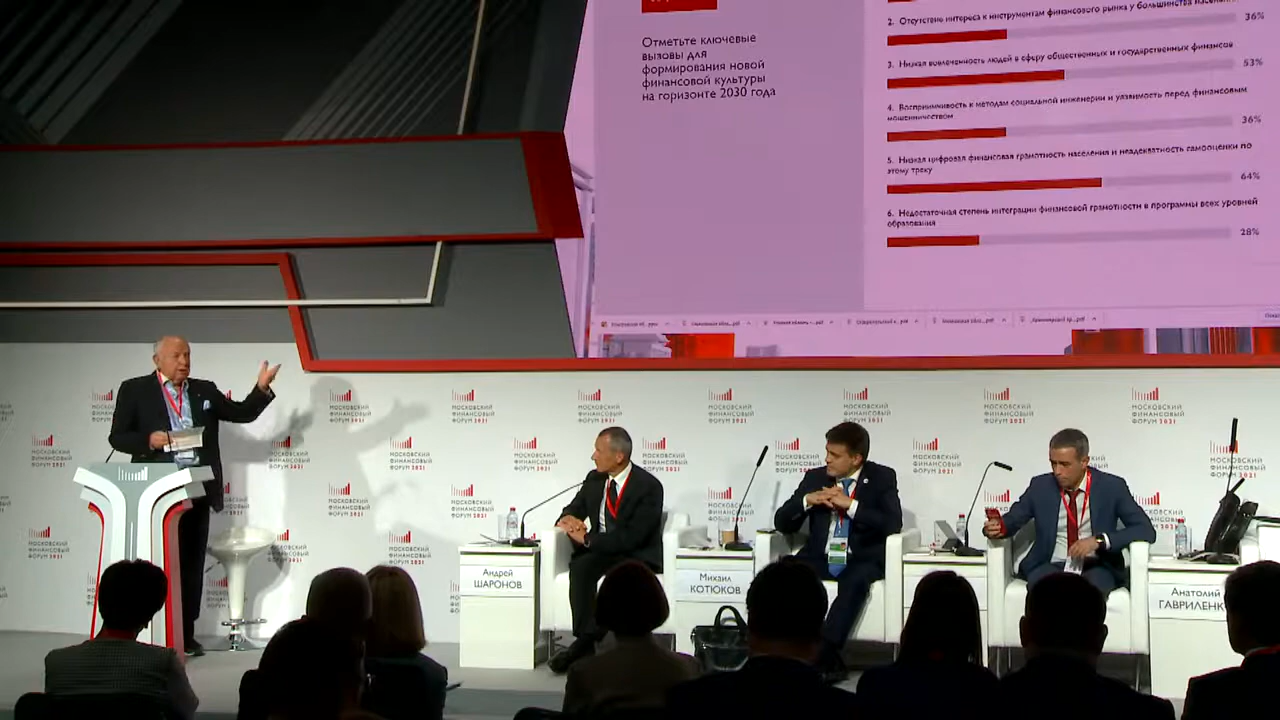 2. Отсутствие интереса к инструментам финансового рынка у большинства населения
36%
Отметьте ключевые
вызовы для
формирования новой
финансовой культуры
на горизонте 2030 года
3. Низкая вовлеченность людей в сферу общественных и государственных финансов
53%
4. Восприимчивость к методам социальной инженерии и уязвимость перед финансовым
мошенничеством
36%
5. Низкая цифровая финансовая грамотность населения и неадекватность самооценки по
этому треку
64%
6. Недостаточная степень интеграции финансовой грамотности в программы всех уровней
образования
28%
МОСКОВСКИЙ
ФИНАНСОВЫЙ
ФОРУМ 2021
Андрей
ШАРОНОВ
Михаил
КОТЮКОВ
Анатолий
ГАВРИЛЕНК